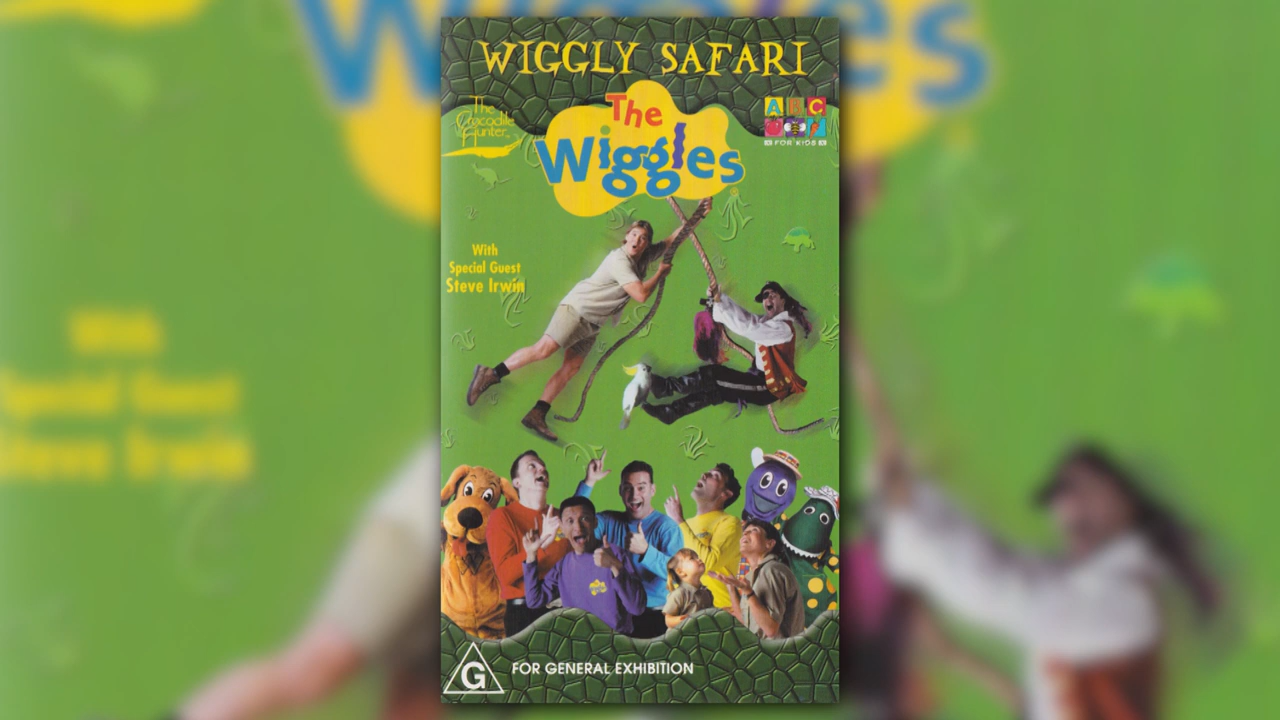 WIGGLY SAFARI
The
Wiggles
The
Crocodile
Hunter
ABC
FOR KIDS
With
Special Guest
Steve Irwin
G
FOR GENERAL EXHIBITION